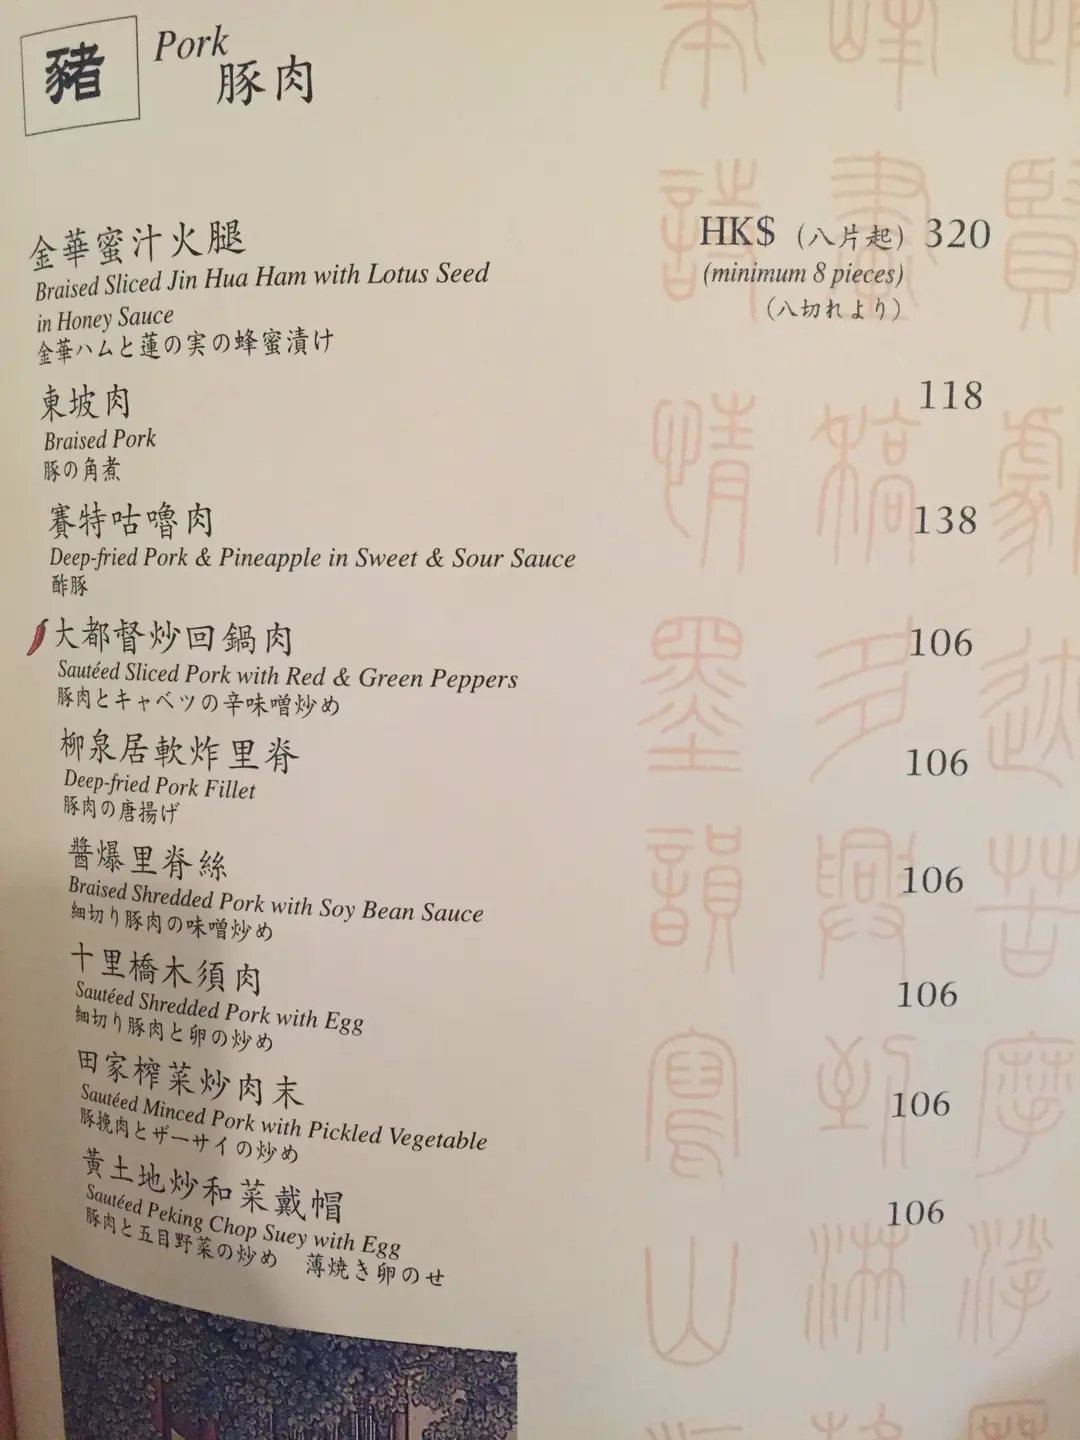 豬
Pork
豚肉
金華蜜汁火腿 HK$ (八片起) 320
Braised Sliced Jin Hua Ham with Lotus Seed (minimum 8 pieces)
in Honey Sauce (八切れより)
金華ハムと蓮の実の蜂蜜漬け
東坡肉 118
Braised Pork
豚の角煮
賽特咕嚕肉 138
Deep-fried Pork & Pineapple in Sweet & Sour Sauce
酢豚
大都督炒回鍋肉 106
Sautéed Sliced Pork with Red & Green Peppers
豚肉とキャベツの辛味噌炒め
柳泉居軟炸里脊 106
Deep-fried Pork Fillet
豚肉の唐揚げ
醬爆里脊絲 106
Braised Shredded Pork with Soy Bean Sauce
細切り豚肉の味噌炒め
十里橋木須肉 106
Sautéed Shredded Pork with Egg
細切り豚肉と卵の炒め
田家榨菜炒肉末 106
Sautéed Minced Pork with Pickled Vegetable
豚挽肉とザーサイの炒め
黃土地炒和菜戴帽 106
Sautéed Peking Chop Suey with Egg
豚肉と五目野菜の炒め 薄焼き卵のせ